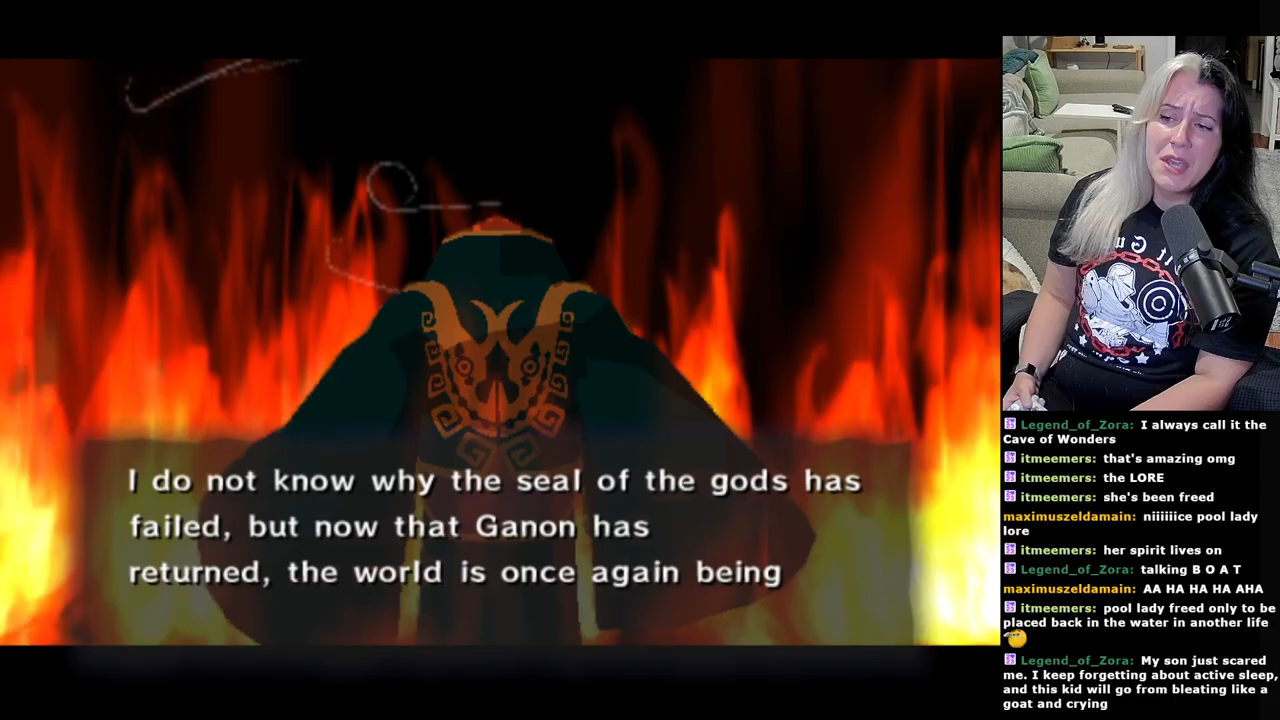 I do not know why the seal of the gods has
failed, but now that Ganon has
returned, the world is once again being
Legend_of_Zora: I always call it the
Cave of Wonders
itmeemers: that's amazing omg
itmeemers: the LORE
itmeemers: she's been freed
maximuszeldamain: niiiiiice pool lady
lore
itmeemers: her spirit lives on
Legend_of_Zora: talking B O A T
maximuszeldamain: AA HA HA HA AHA
itmeemers: pool lady freed only to be
placed back in the water in another life
Legend_of_Zora: My son just scared
me. I keep forgetting about active sleep,
and this kid will go from bleating like a
goat and crying